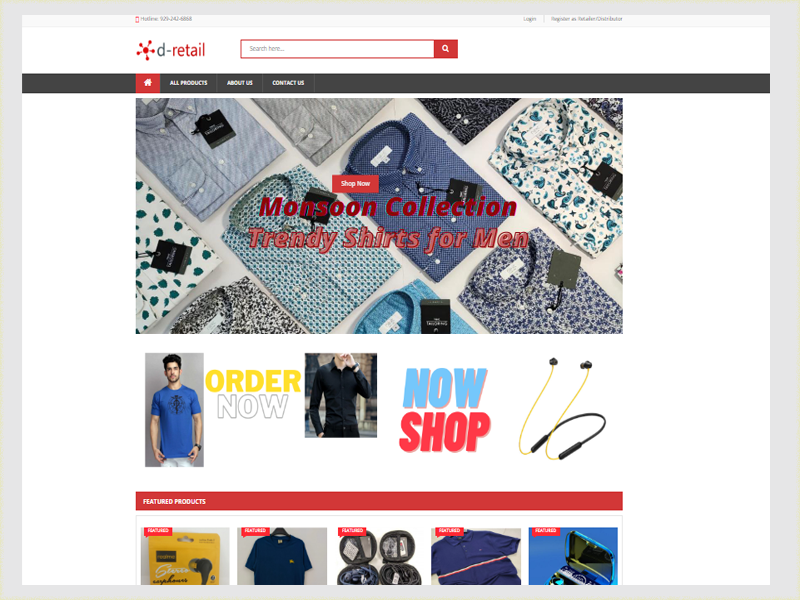 Hotline: 929-242-6868
Login
Register as Retailer/Distributor
d-retail
Search here...
ALL PRODUCTS
ABOUT US
CONTACT US
Shop Now
Monsoon Collection
Trendy Shirts for Men
ORDER
NOW
NOW
SHOP
FEATURED PRODUCTS
FEATURED
FEATURED
FEATURED
FEATURED
FEATURED